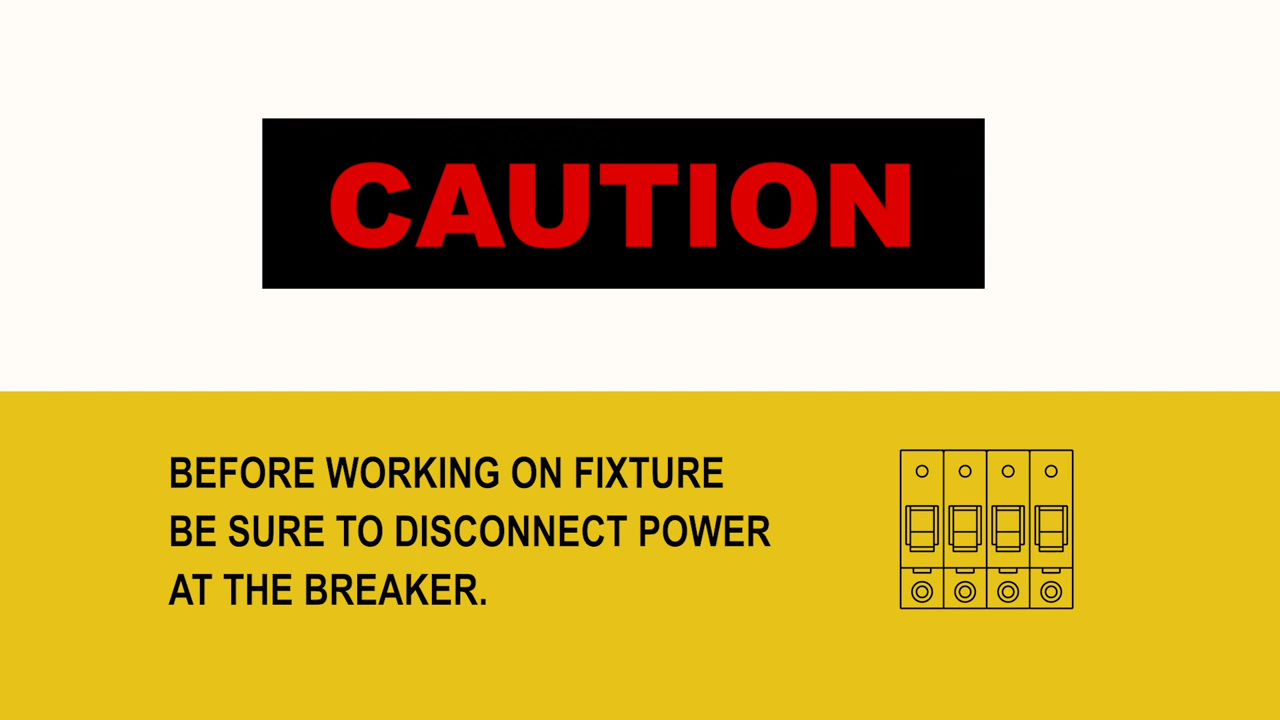 CAUTION
BEFORE WORKING ON FIXTURE
BE SURE TO DISCONNECT POWER
AT THE BREAKER.